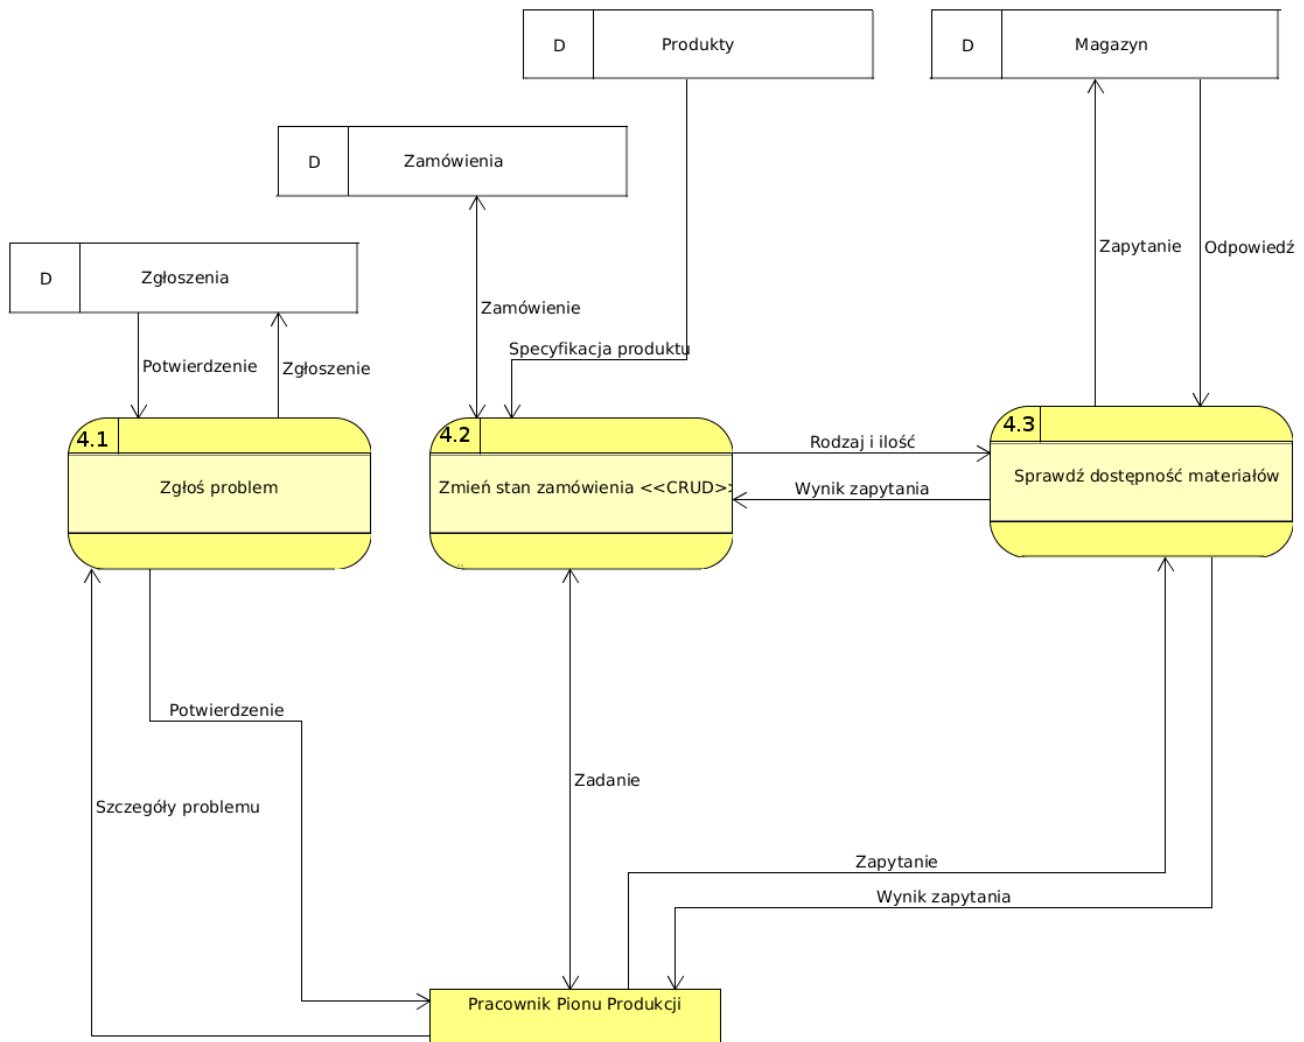 D
Produkty
D
Magazyn
D
Zamówienia
D
Zgłoszenia
Zapytanie
Odpowiedź
Zamówienie
Specyfikacja produktu
Potwierdzenie
Zgłoszenie
4.1
4.2
4.3
Zgłoś problem
Zmień stan zamówienia <<CRUD>>
Rodzaj i ilość
Wynik zapytania
Sprawdź dostępność materiałów
Potwierdzenie
Zadanie
Szczegóły problemu
Zapytanie
Wynik zapytania
Pracownik Pionu Produkcji